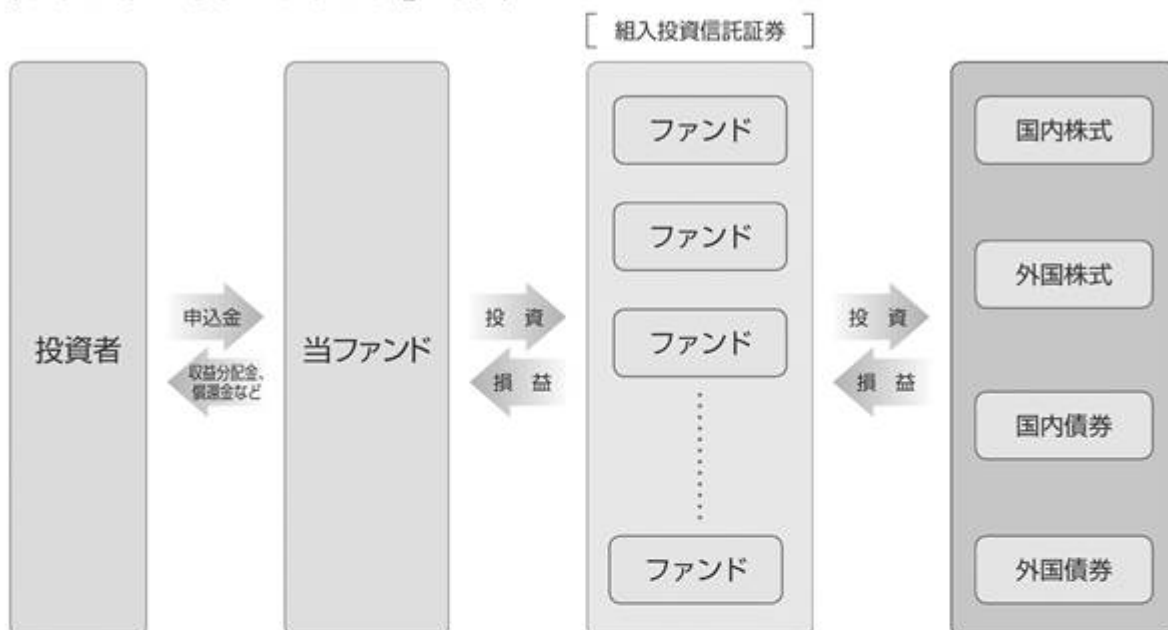 [ 組入投資信託証券 ]
投資者
申込金
収益分配金、
償還金など
当ファンド
投 資
損 益
ファンド
ファンド
ファンド
ファンド
投 資
損 益
国内株式
外国株式
国内債券
外国債券